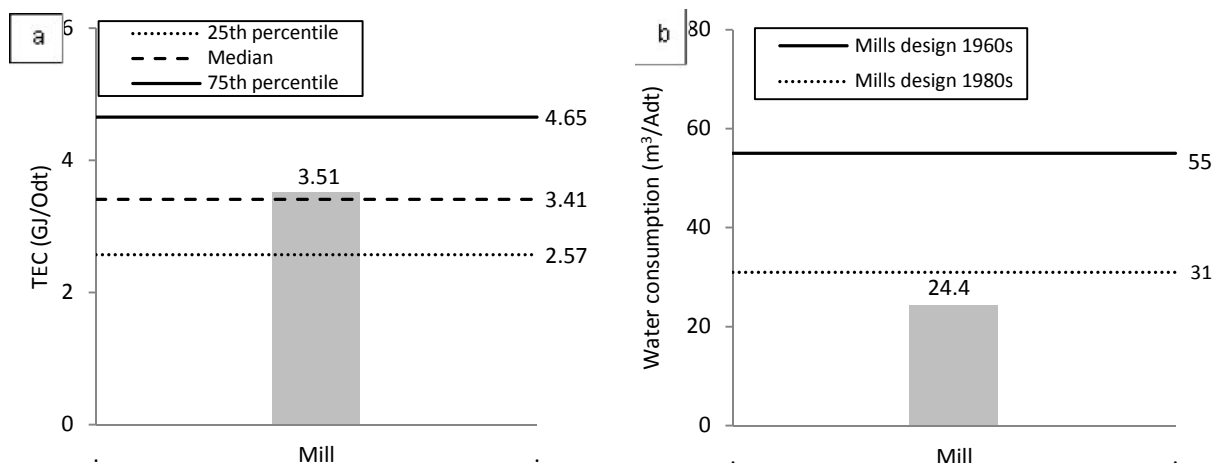 a
6
25th percentile
Median
75th percentile
4.65
4
3.51
3.41
2.57
2
0
TEC (GJ/Odt)
Mill
b
80
Mills design 1960s
Mills design 1980s
60
55
40
31
24.4
20
0
Water consumption (m³/Adt)
Mill